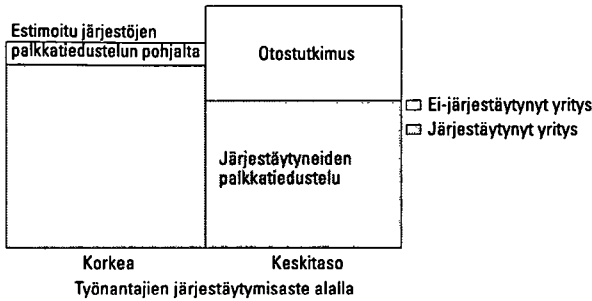 Estimoitu järjestöjen
palkkatiedustelun pohjalta
Otostutkimus
Ei-järjestäytynyt yritys
Järjestäytynyt yritys
Järjestäytyneiden
palkkatiedustelu
Korkea
Keskitaso
Työnantajien järjestäytymisaste alalla